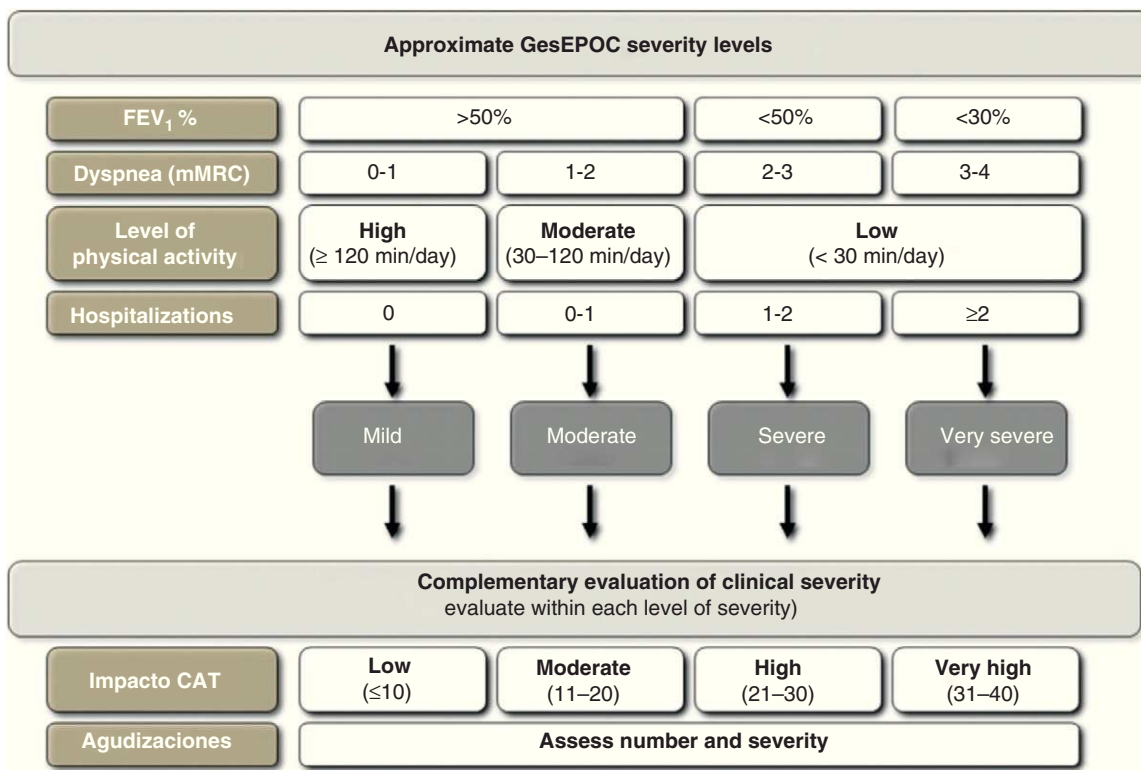 Approximate GesEPOC severity levels
FEV1 %
>50%
<50%
<30%
Dyspnea (mMRC)
0-1
1-2
2-3
3-4
Level of
physical activity
High
(≥ 120 min/day)
Moderate
(30–120 min/day)
Low
(< 30 min/day)
Hospitalizations
0
0-1
1-2
≥2
Mild
Moderate
Severe
Very severe
Complementary evaluation of clinical severity
evaluate within each level of severity)
Impacto CAT
Low
(≤10)
Moderate
(11–20)
High
(21–30)
Very high
(31–40)
Agudizaciones
Assess number and severity